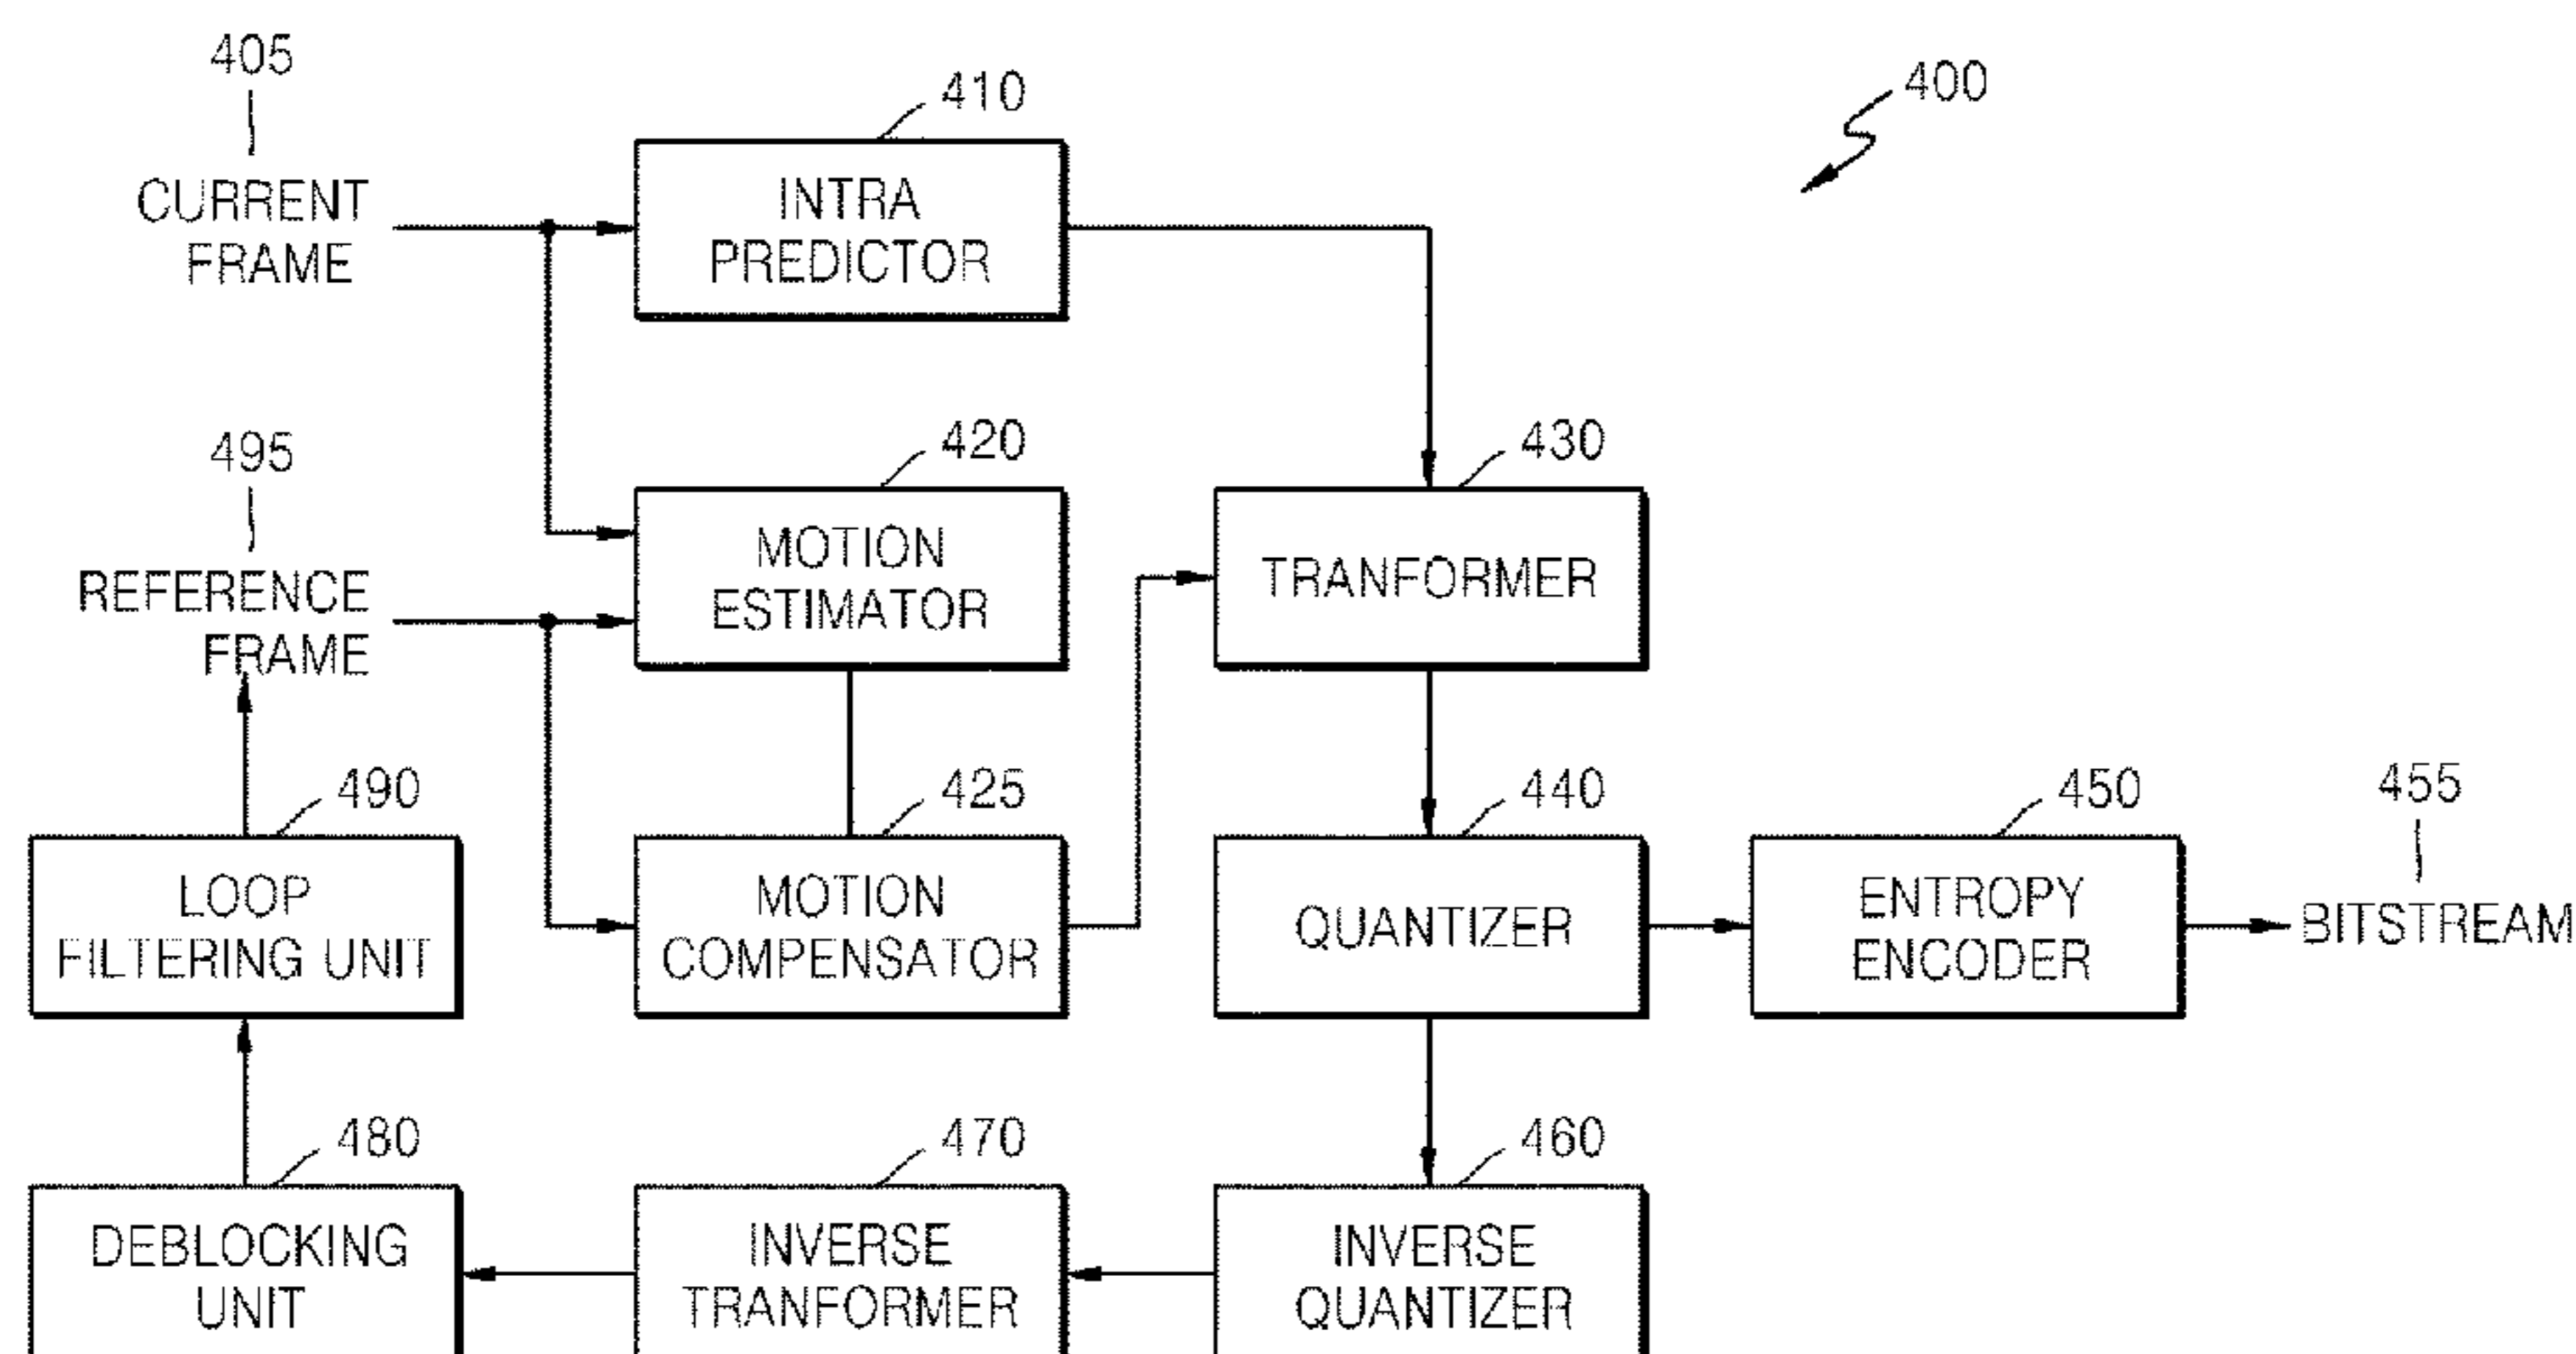 405
410
400
CURRENT
FRAME
INTRA
PREDICTOR
495
420
430
REFERENCE
FRAME
MOTION
ESTIMATOR
TRANFORMER
490
425
440
450
455
LOOP
FILTERING UNIT
MOTION
COMPENSATOR
QUANTIZER
ENTROPY
ENCODER
BITSTREAM
480
470
460
DEBLOCKING
UNIT
INVERSE
TRANFORMER
INVERSE
QUANTIZER